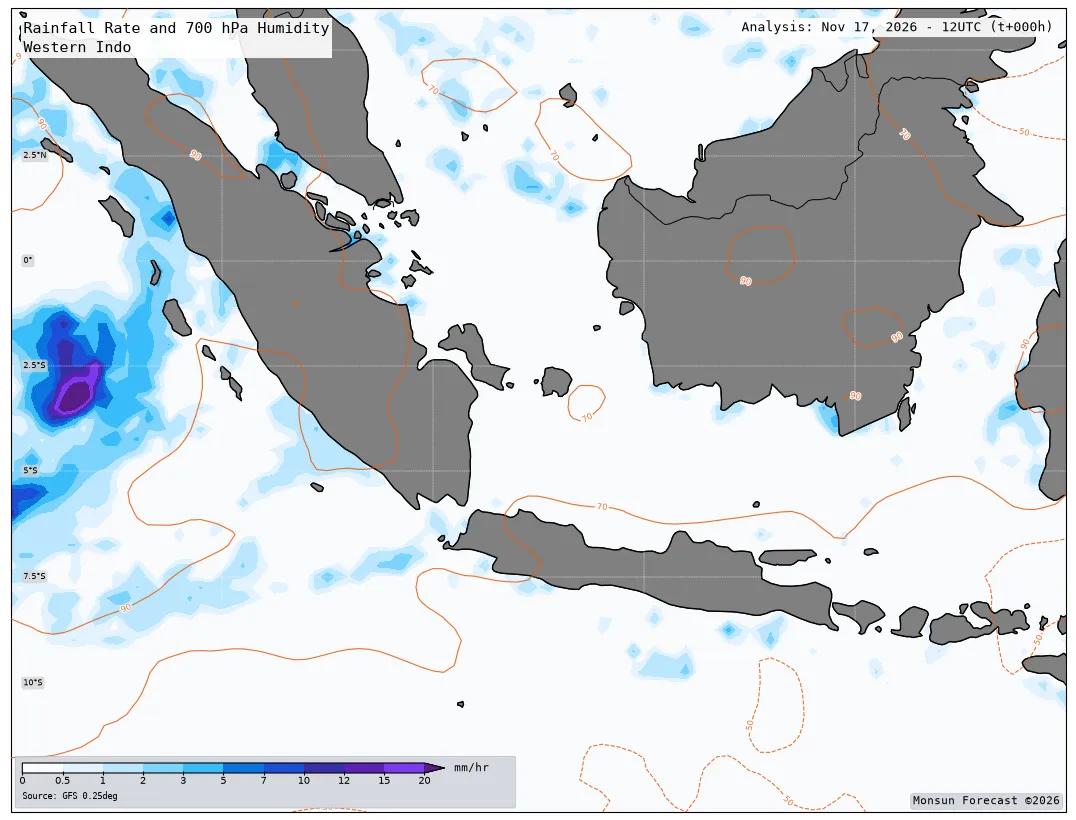 Rainfall Rate and 700 hPa Humidity
Western Indo
Analysis: Nov 17, 2026 - 12UTC (t+000h)
9
70
90
50
70
90
70
2.5°N
0°
90
90
90
2.5°S
90
70
5°S
70
7.5°S
90
50
10°S
50
50
mm/hr
0 0.5 1 2 3 5 7 10 12 15 20
Source: GFS 0.25deg
Monsun Forecast ©2026